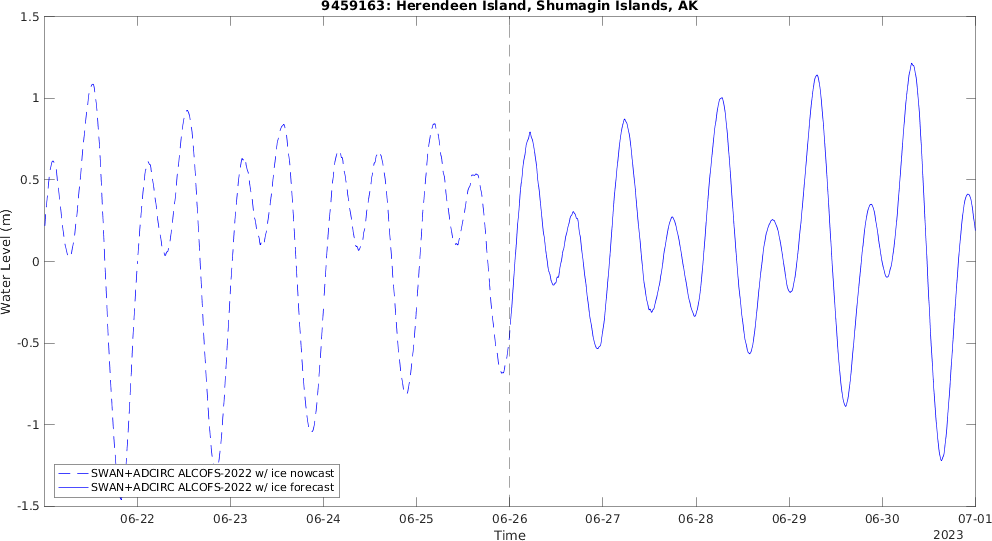 9459163: Herendeen Island, Shumagin Islands, AK
Water Level (m)
1.5
1
0.5
0
-0.5
-1
-1.5
SWAN+ADCIRC ALCOFS-2022 w/ ice nowcast
SWAN+ADCIRC ALCOFS-2022 w/ ice forecast
06-22 06-23 06-24 06-25 06-26 06-27 06-28 06-29 06-30 07-01
Time
2023